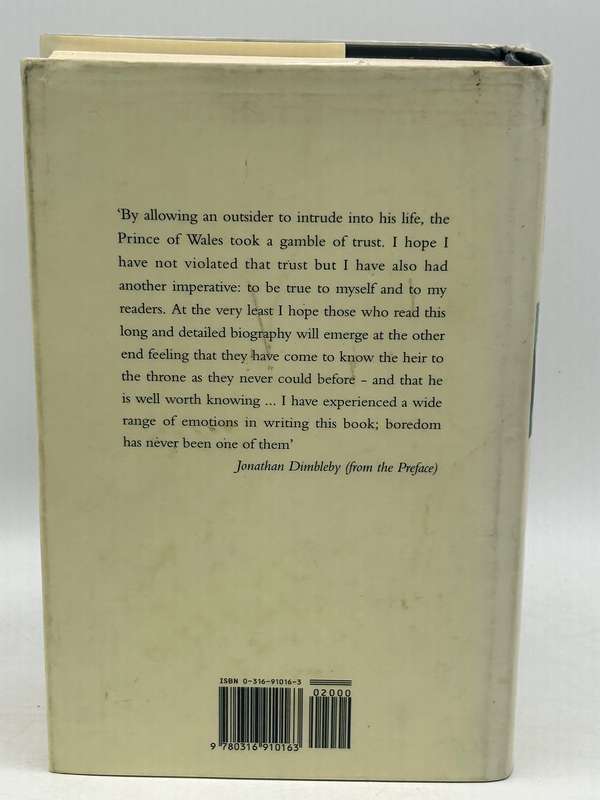 ‘By allowing an outsider to intrude into his life, the
Prince of Wales took a gamble of trust. I hope I
have not violated that trust but I have also had
another imperative: to be true to myself and to my
readers. At the very least I hope those who read this
long and detailed biography will emerge at the other
end feeling that they have come to know the heir to
the throne as they never could before – and that he
is well worth knowing ... I have experienced a wide
range of emotions in writing this book; boredom
has never been one of them’
Jonathan Dimbleby (from the Preface)
ISBN 0-316-91016-3
02000
9 780316 910163